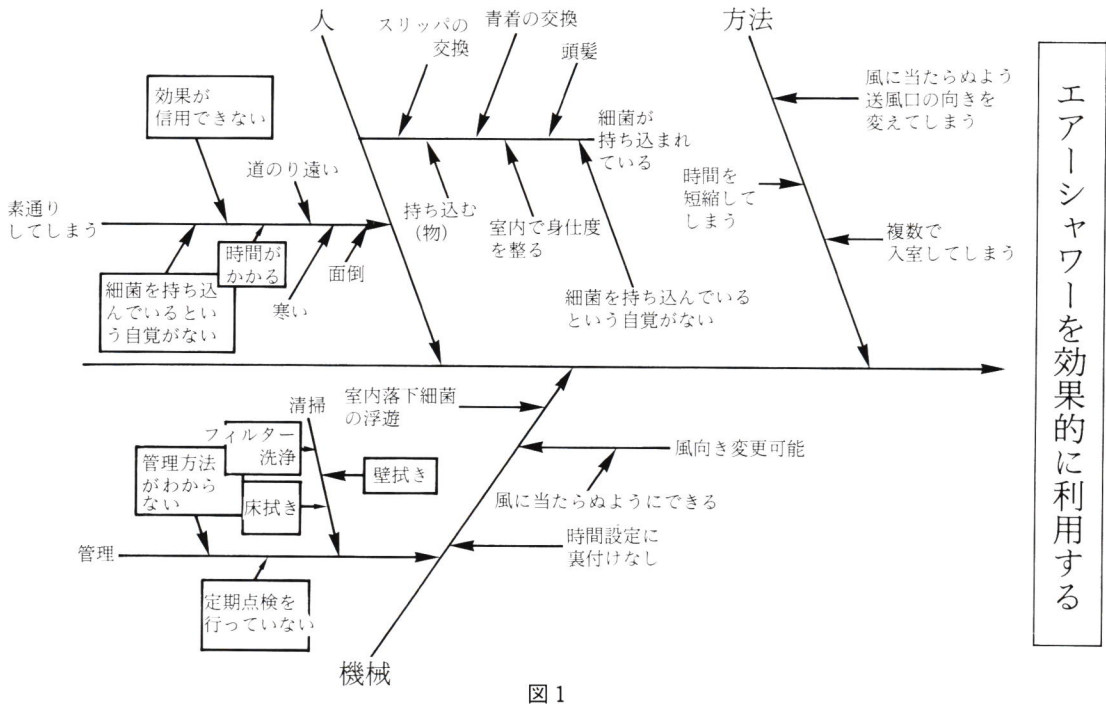 人
スリッパの
交換
青着の交換
頭髪
方法
効果が
信用できない
道のり遠い
細菌が
持ち込まれ
ている
風に当たらぬよう
送風口の向きを
変えてしまう
素通り
してしまう
時間が
かかる
面倒
寒い
細菌を持ち込
んでいるとい
う自覚がない
持ち込む
(物)
室内で身仕度
を整る
細菌を持ち込んでいる
という自覚がない
時間を
短縮して
しまう
複数で
入室してしまう
エアーシャワーを効果的に利用する
清掃
フィルター
洗浄
壁拭き
床拭き
管理方法
がわから
ない
管理
定期点検を
行っていない
室内落下細菌
の浮遊
風向き変更可能
風に当たらぬようにできる
時間設定に
裏付けなし
機械
図1